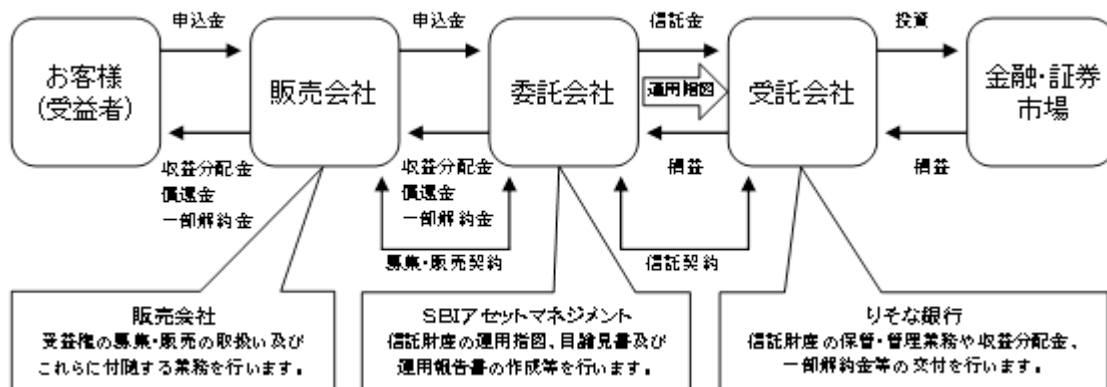 申込金
申込金
信託金
投資
お客様
(受益者)
販売会社
委託会社
運用指図
受託会社
金融・証券
市場
収益分配金
償還金
一部解約金
収益分配金
償還金
一部解約金
損益
損益
募集・販売契約
信託契約
販売会社
受益権の募集・販売の取扱い及び
これらに付随する業務を行います。
SBIアセットマネジメント
信託財産の運用指図、目論見書及び
運用報告書の作成等を行います。
りそな銀行
信託財産の保管・管理業務や収益分配金、
一部解約金等の交付を行います。